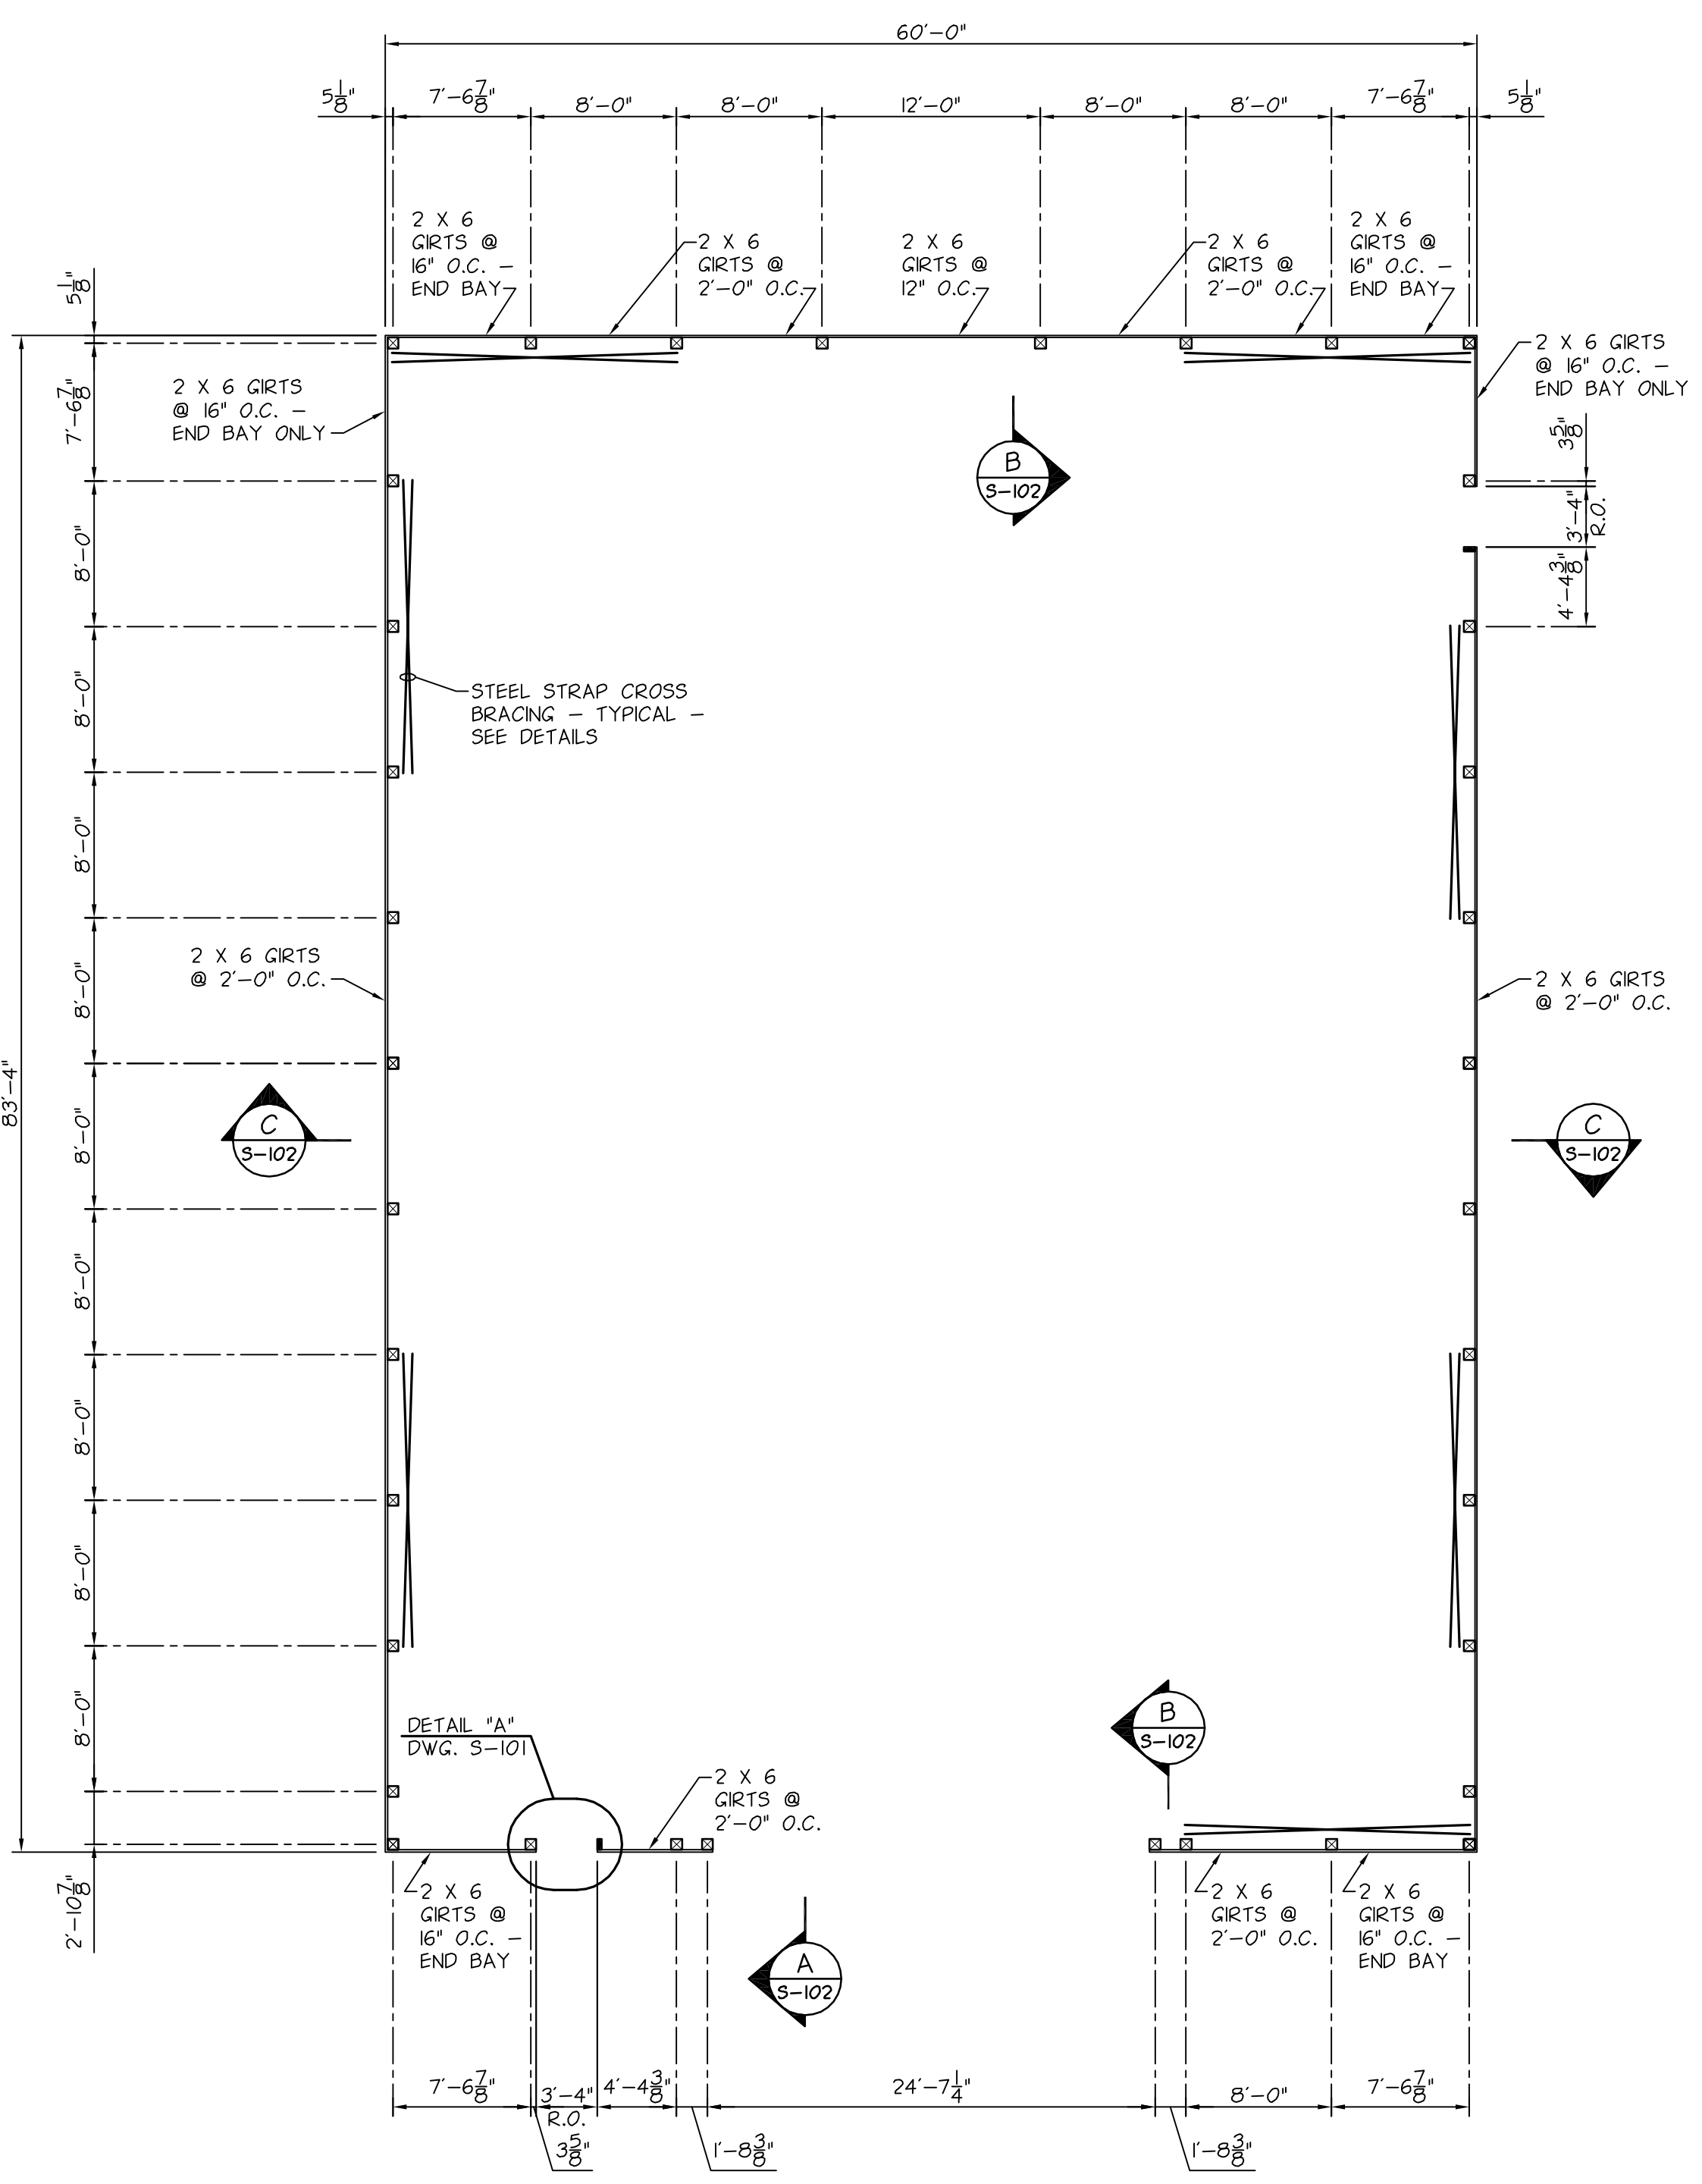 60'-0"
5 1/8"
7'-6 7/8"
8'-0"
8'-0"
12'-0"
8'-0"
8'-0"
7'-6 7/8"
5 1/8"
2 X 6
GIRTS @
16" O.C. –
END BAY
2 X 6
GIRTS @
2'-0" O.C.
2 X 6
GIRTS @
12" O.C.
2 X 6
GIRTS @
2'-0" O.C.
2 X 6
GIRTS @
16" O.C. –
END BAY
5 1/8"
7'-6 7/8"
8'-0"
8'-0"
8'-0"
8'-0"
8'-0"
8'-0"
8'-0"
8'-0"
8'-0"
2'-10 7/8"
83'-4"
2 X 6 GIRTS
@ 16" O.C. –
END BAY ONLY
2 X 6 GIRTS
@ 16" O.C. –
END BAY ONLY
3 5/8"
3'-4"
R.O.
4'-4 3/8"
B
S-102
STEEL STRAP CROSS
BRACING – TYPICAL –
SEE DETAILS
2 X 6 GIRTS
@ 2'-0" O.C.
2 X 6 GIRTS
@ 2'-0" O.C.
C
S-102
C
S-102
B
S-102
DETAIL "A"
DWG. S-101
2 X 6
GIRTS @
2'-0" O.C.
2 X 6
GIRTS @
16" O.C. –
END BAY
2 X 6
GIRTS @
2'-0" O.C.
2 X 6
GIRTS @
16" O.C. –
END BAY
A
S-102
7'-6 7/8"
3'-4"
R.O.
4'-4 3/8"
24'-7 1/4"
8'-0"
7'-6 7/8"
3 5/8"
1'-8 3/8"
1'-8 3/8"